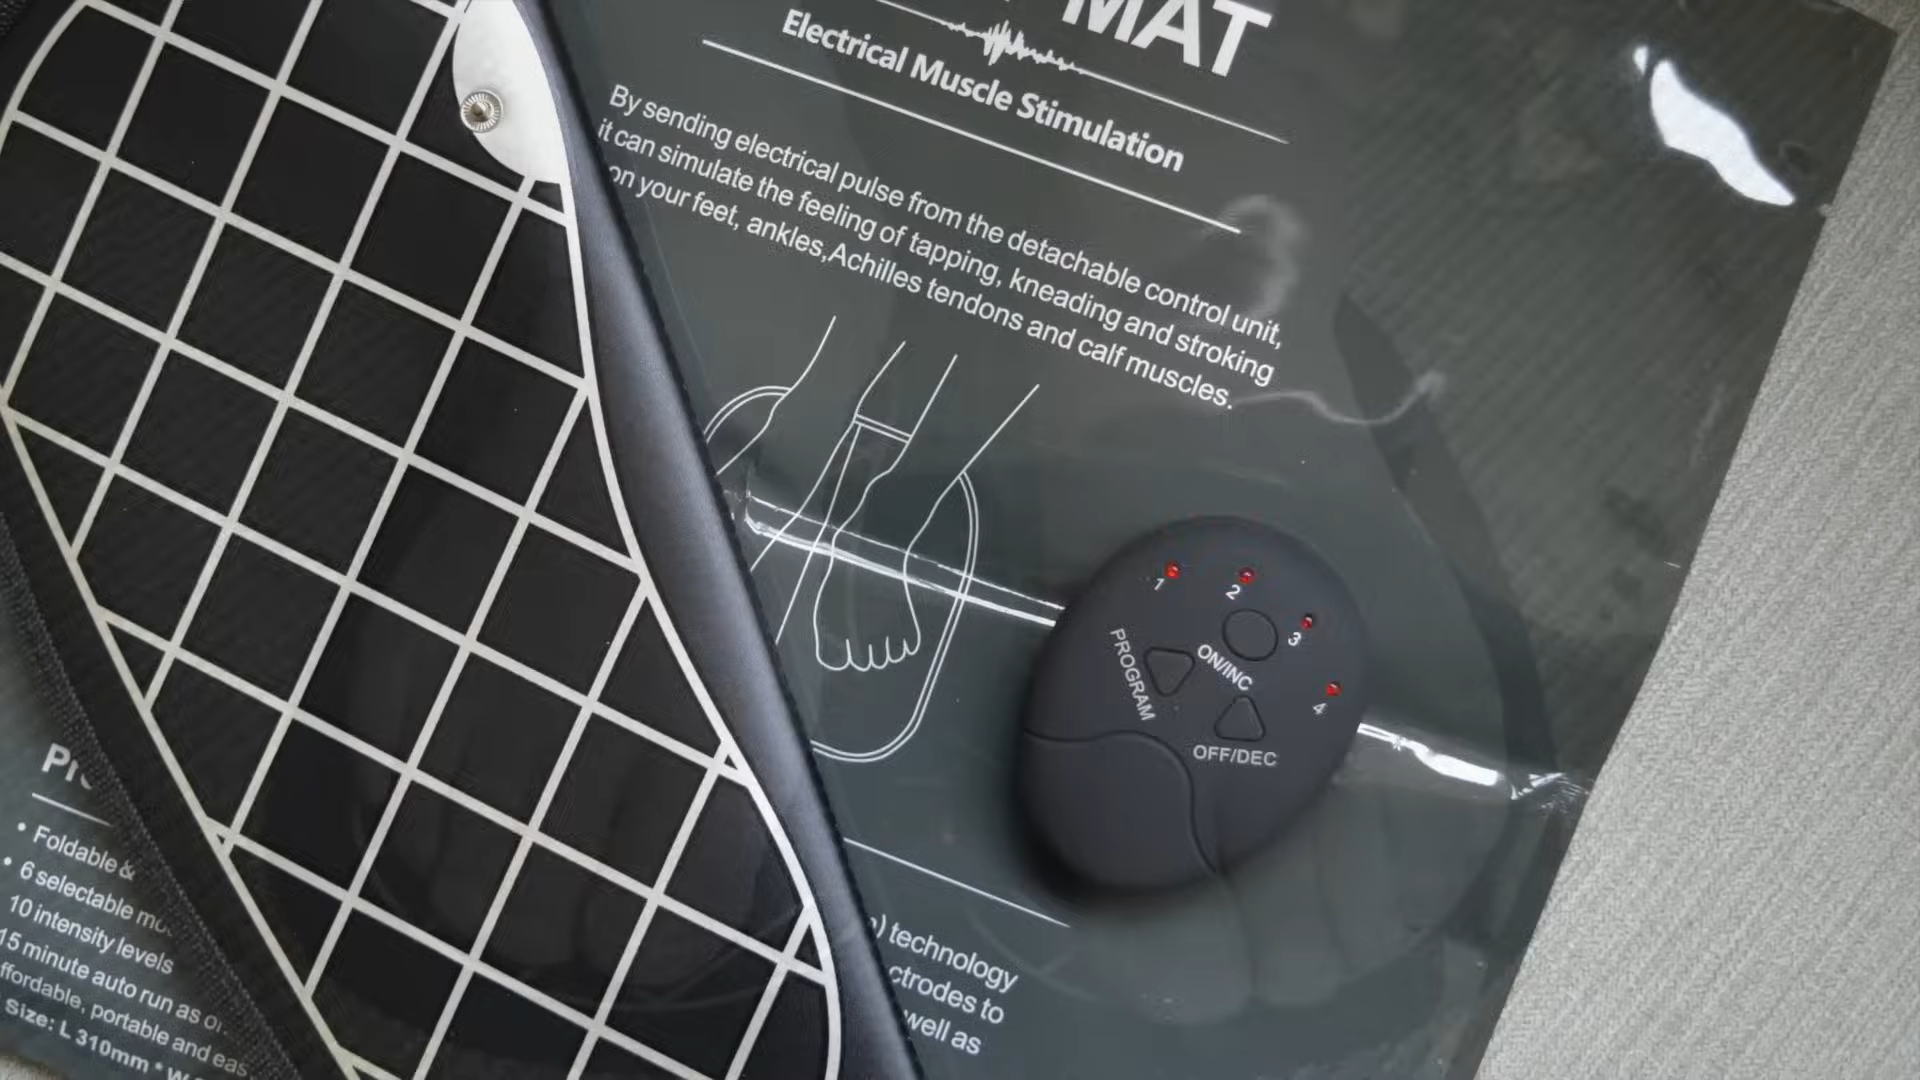 MAT
Electrical Muscle Stimulation
By sending electrical pulse from the detachable control unit,
it can simulate the feeling of tapping, kneading and stroking
on your feet, ankles,Achilles tendons and calf muscles.
1
2
3
4
PROGRAM
ON/INC
OFF/DEC
• Foldable &
• 6 selectable
10 intensity levels
15 minute auto run as
portable and
Size: L 310mm *
technology
to
well as